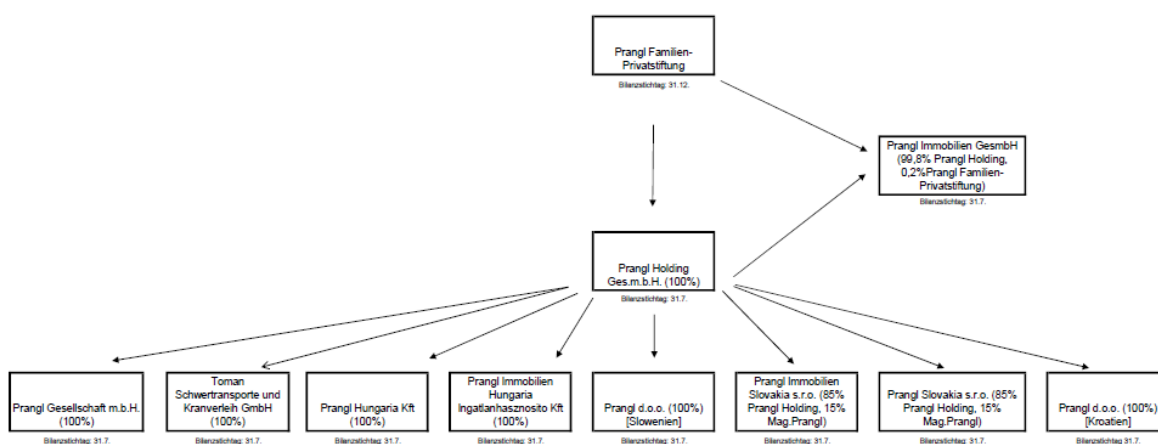 Prangl Familien-
Privatstiftung
Bilanzstichtag: 31.12.
Prangl Immobilien GesmbH
(99,8% Prangl Holding,
0,2%Prangl Familien-
Privatstiftung)
Bilanzstichtag: 31.7.
Prangl Holding
Ges.m.b.H. (100%)
Bilanzstichtag: 31.7.
Prangl Gesellschaft m.b.H.
(100%)
Bilanzstichtag: 31.7.
Toman
Schwertransporte und
Kranverleih GmbH
(100%)
Bilanzstichtag: 31.7.
Prangl Hungaria Kft
(100%)
Bilanzstichtag: 31.7.
Prangl Immobilien
Hungaria
Ingatlanhasznosito Kft
(100%)
Bilanzstichtag: 31.7.
Prangl d.o.o. (100%)
[Slowenien]
Bilanzstichtag: 31.7.
Prangl Immobilien
Slovakia s.r.o. (85%
Prangl Holding, 15%
Mag.Prangl)
Bilanzstichtag: 31.7.
Prangl Slovakia s.r.o. (85%
Prangl Holding, 15%
Mag.Prangl)
Bilanzstichtag: 31.7.
Prangl d.o.o. (100%)
[Kroatien]
Bilanzstichtag: 31.7.